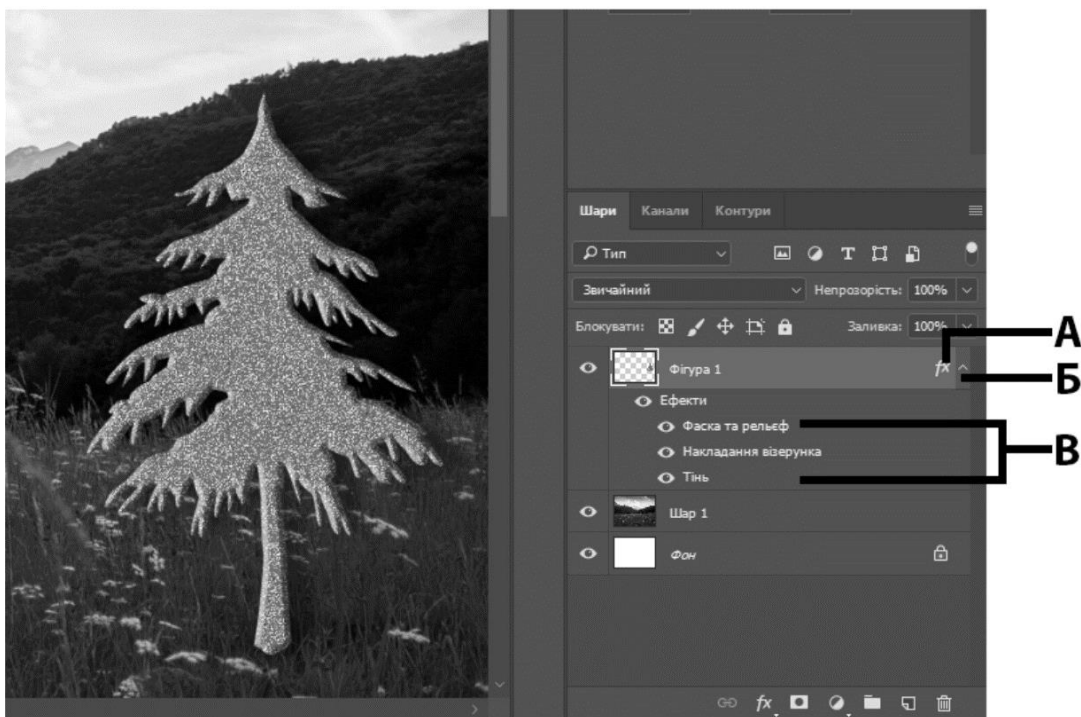 Шари Канали Контури
Тип T
Звичайний Непрозорість: 100%
Блокувати: Заливка: 100%
А
Фігура 1 fx
Б
Ефекти
Фаска та рельєф
В
Накладання візерунка
Тінь
Шар 1
Фон
fx